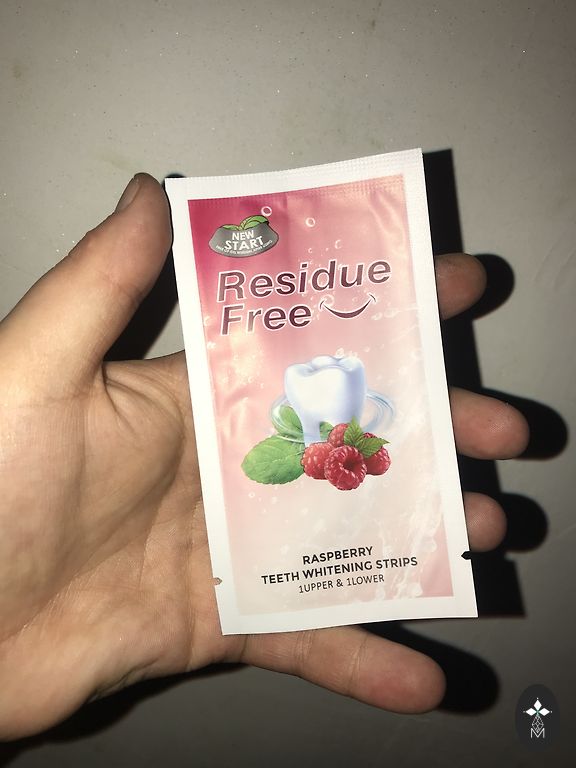 NEW
START
Residue
Free
RASPBERRY
TEETH WHITENING STRIPS
1UPPER & 1LOWER